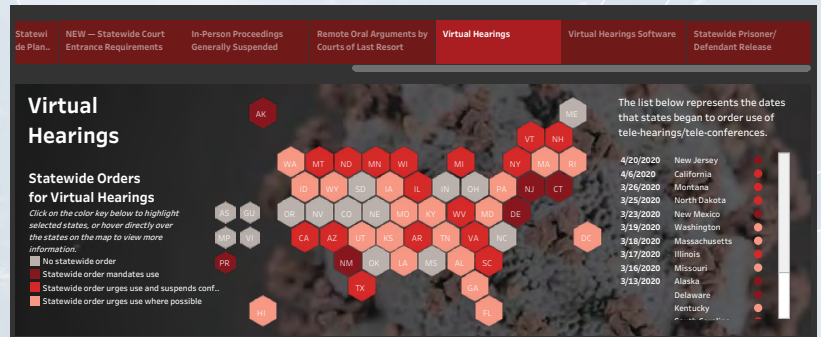 Statewi
de Plan..
NEW — Statewide Court
Entrance Requirements
In-Person Proceedings
Generally Suspended
Remote Oral Arguments by
Courts of Last Resort
Virtual Hearings
Virtual Hearings Software
Statewide Prisoner/
Defendant Release
Virtual
Hearings
Statewide Orders
for Virtual Hearings
Click on the color key below to highlight
selected states, or hover directly over
the states on the map to view more
information.
No statewide order
Statewide order mandates use
Statewide order urges use and suspends conf..
Statewide order urges use where possible
AK ME
VT NH
WA MT ND MN WI MI NY MA RI
ID WY SD IA IL IN OH PA NJ CT
AS GU OR NV CO NE MO KY WV MD DE
MP VI CA AZ UT KS AR TN VA NC DC
PR NM OK LA MS AL SC
TX GA
HI FL
The list below represents the dates
that states began to order use of
tele-hearings/tele-conferences.
4/20/2020 New Jersey
4/6/2020 California
3/26/2020 Montana
3/25/2020 North Dakota
3/23/2020 New Mexico
3/19/2020 Washington
3/18/2020 Massachusetts
3/17/2020 Illinois
3/16/2020 Missouri
3/13/2020 Alaska
Delaware
Kentucky
South Carolina